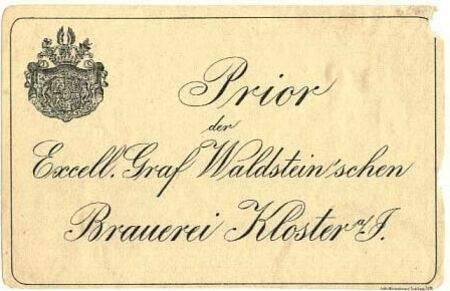 Prior
der
Excell. Graf Waldstein'schen
Brauerei Kloster a/J.